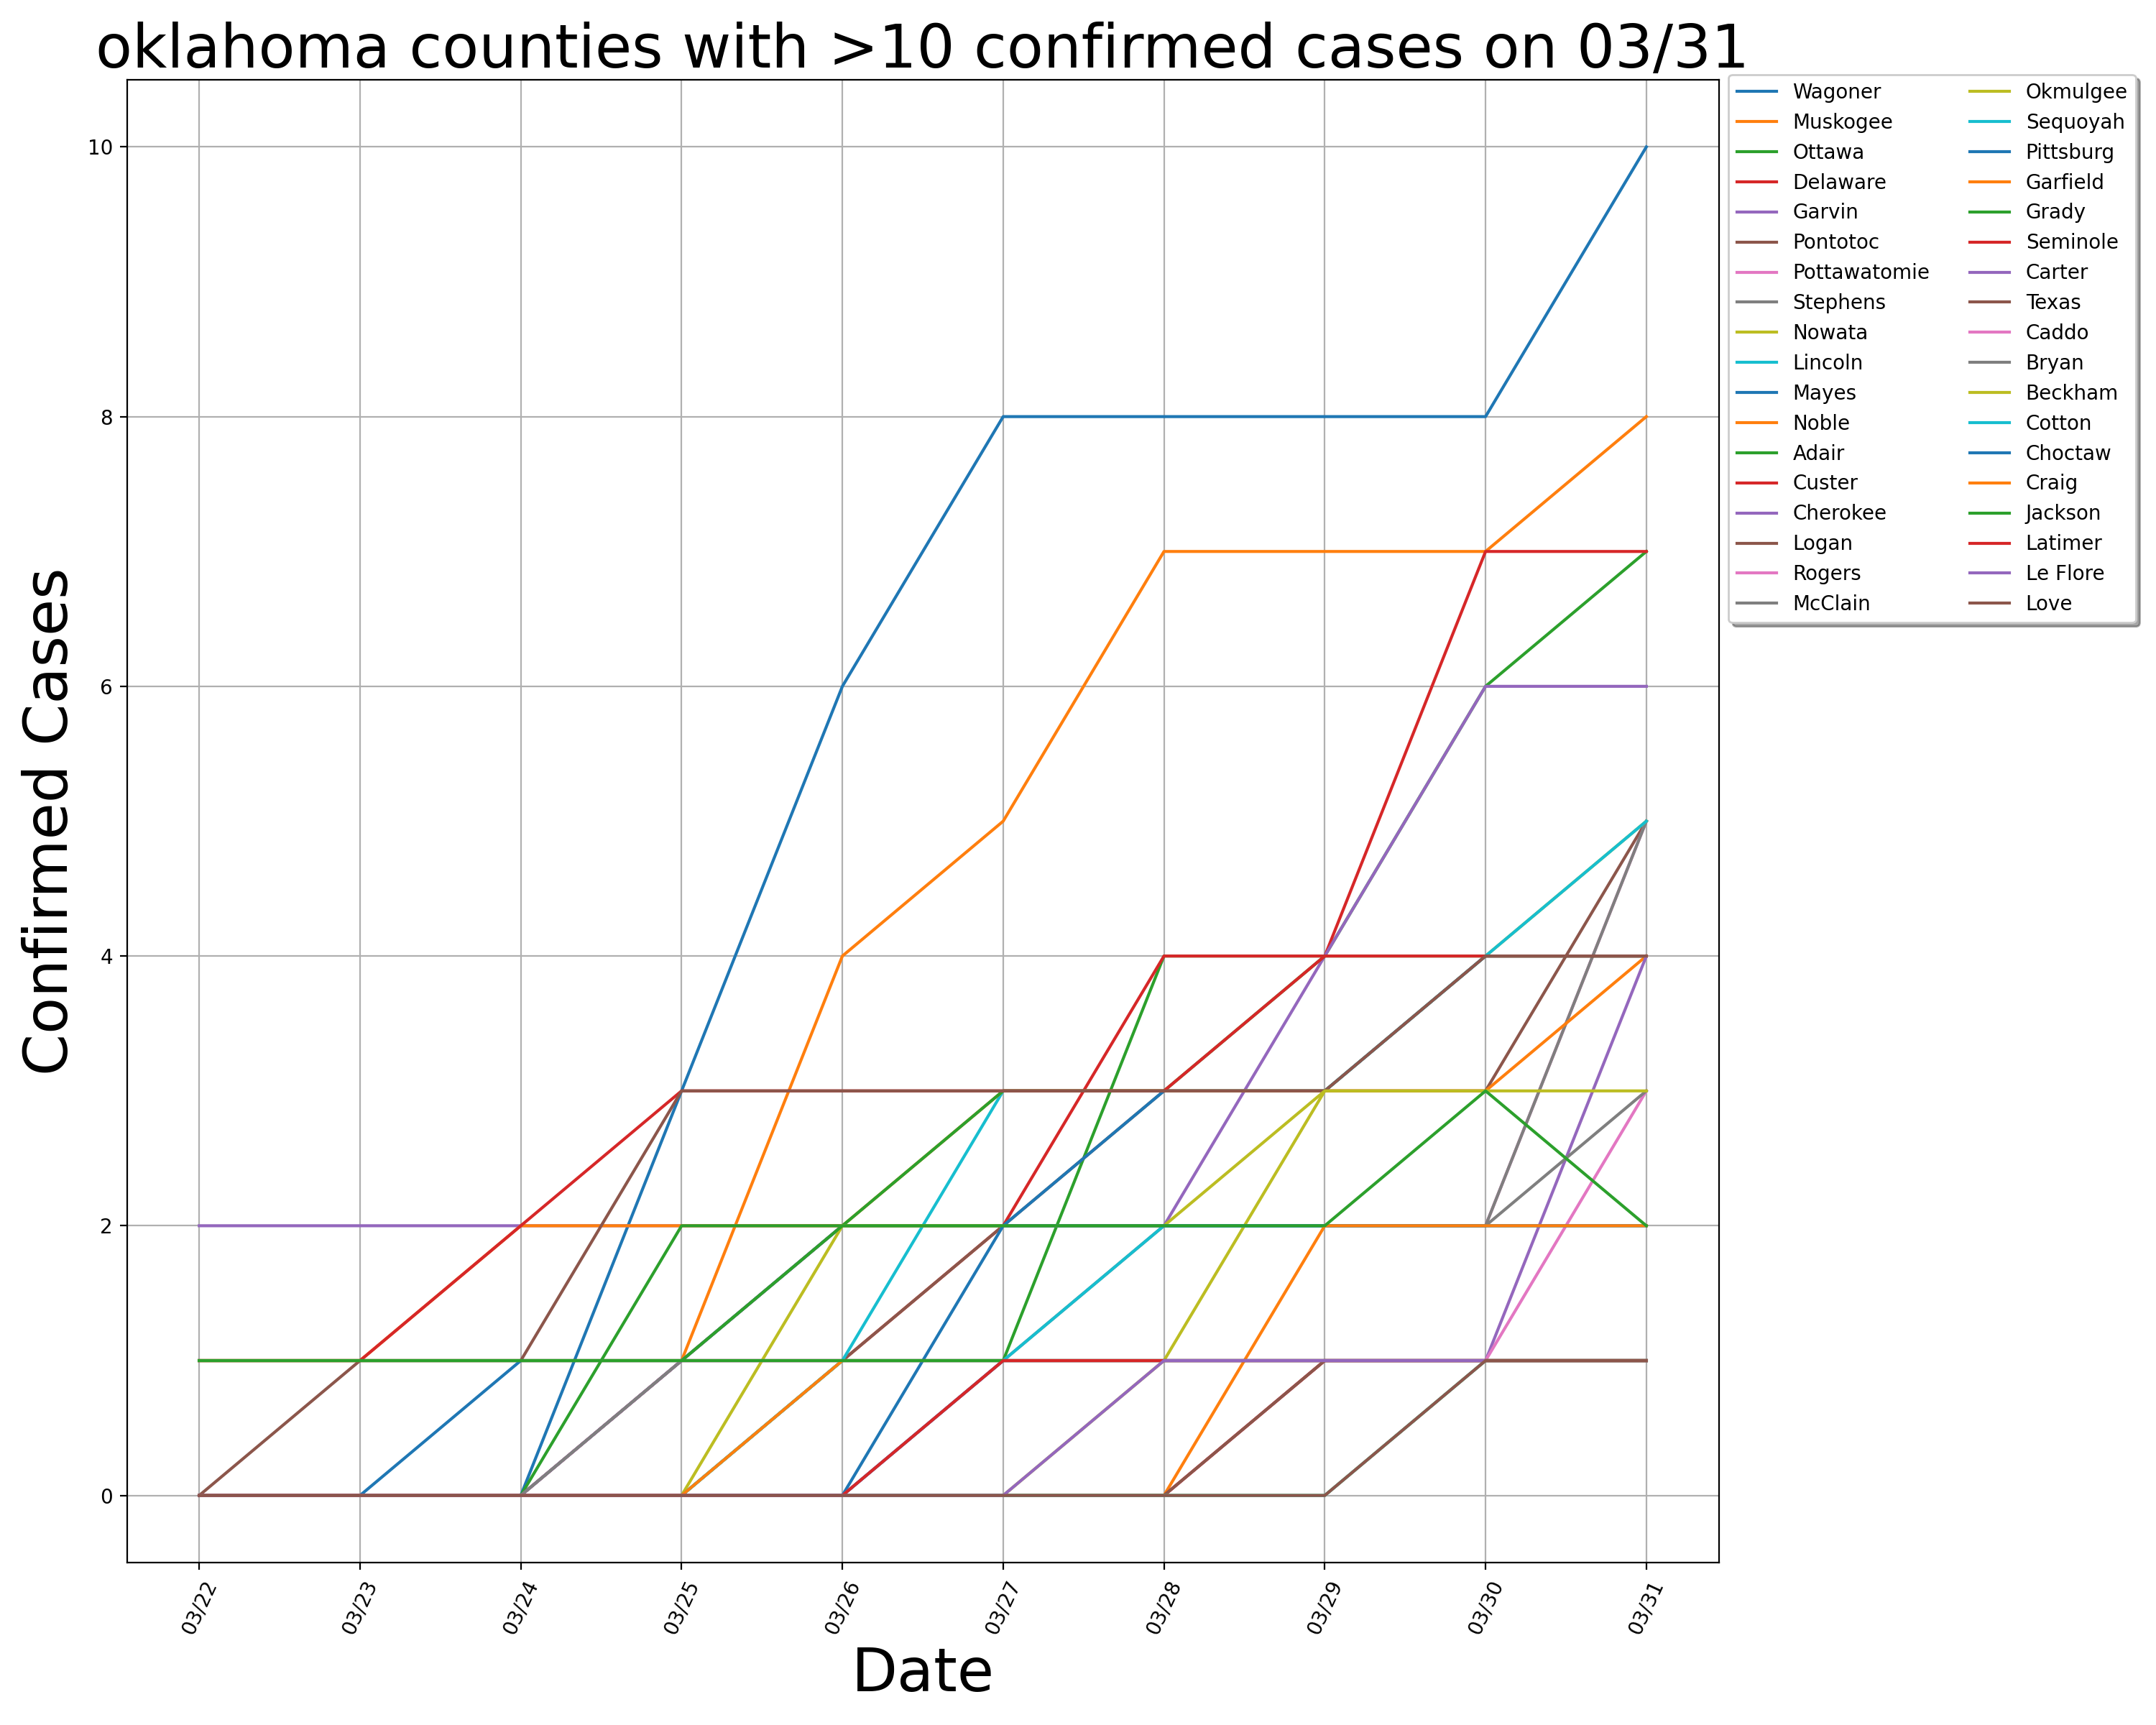 oklahoma counties with >10 confirmed cases on 03/31
Confirmed Cases
10
8
6
4
2
0
03/22
03/23
03/24
03/25
03/26
03/27
03/28
03/29
03/30
03/31
Date
Wagoner
Muskogee
Ottawa
Delaware
Garvin
Pontotoc
Pottawatomie
Stephens
Nowata
Lincoln
Mayes
Noble
Adair
Custer
Cherokee
Logan
Rogers
McClain
Okmulgee
Sequoyah
Pittsburg
Garfield
Grady
Seminole
Carter
Texas
Caddo
Bryan
Beckham
Cotton
Choctaw
Craig
Jackson
Latimer
Le Flore
Love